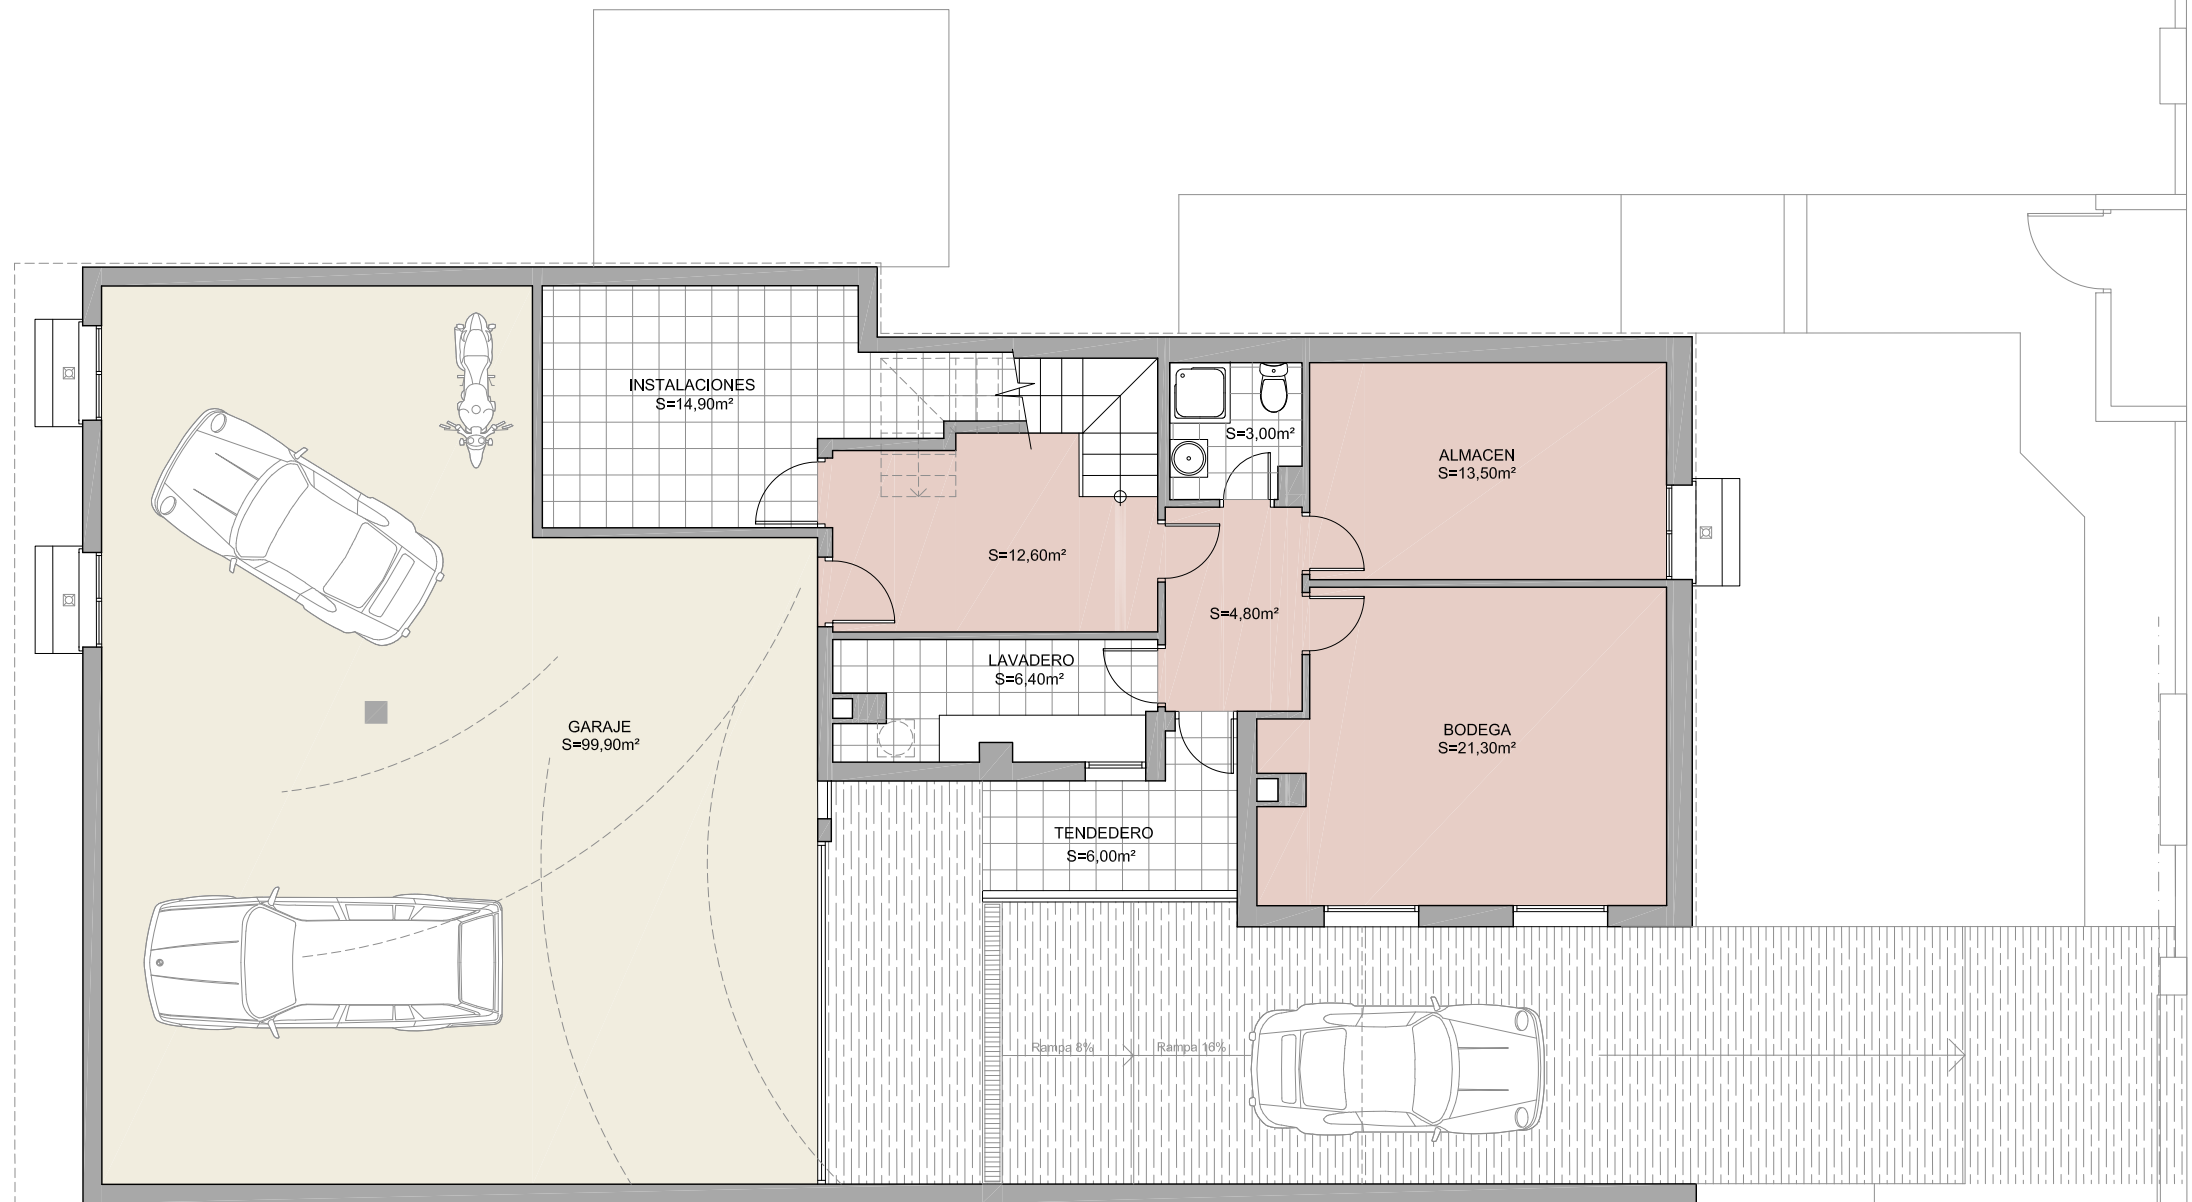 INSTALACIONES
S=14,90m²
S=3,00m²
ALMACEN
S=13,50m²
S=12,60m²
S=4,80m²
LAVADERO
S=6,40m²
GARAJE
S=99,90m²
BODEGA
S=21,30m²
TENDEDERO
S=6,00m²
Rampa 8%
Rampa 16%